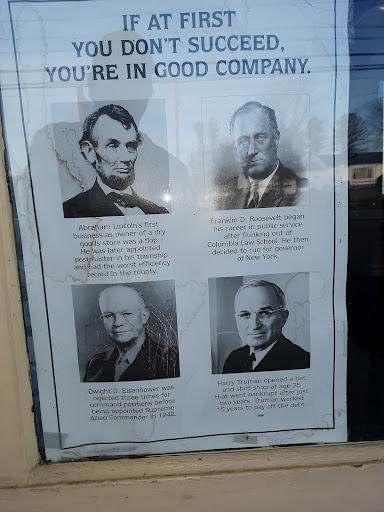 IF AT FIRST
YOU DON'T SUCCEED,
YOU'RE IN GOOD COMPANY.
Abraham Lincoln's first
business as owner of a dry
goods store was a flop.
He was later appointed
postmaster in his township
and had the worst efficiency
record in the county.
Franklin D. Roosevelt began
his career in public service
after flunking out of
Columbia Law School. He then
decided to run for governor
of New York
Dwight D. Eisenhower was
rejected three times for
command positions before
being appointed Supreme
Allied Commander in 1942.
Harry Truman opened a hat
and shirt shop at age 35
that went bankrupt after just
two years. Truman worked
15 years to pay off the debt.